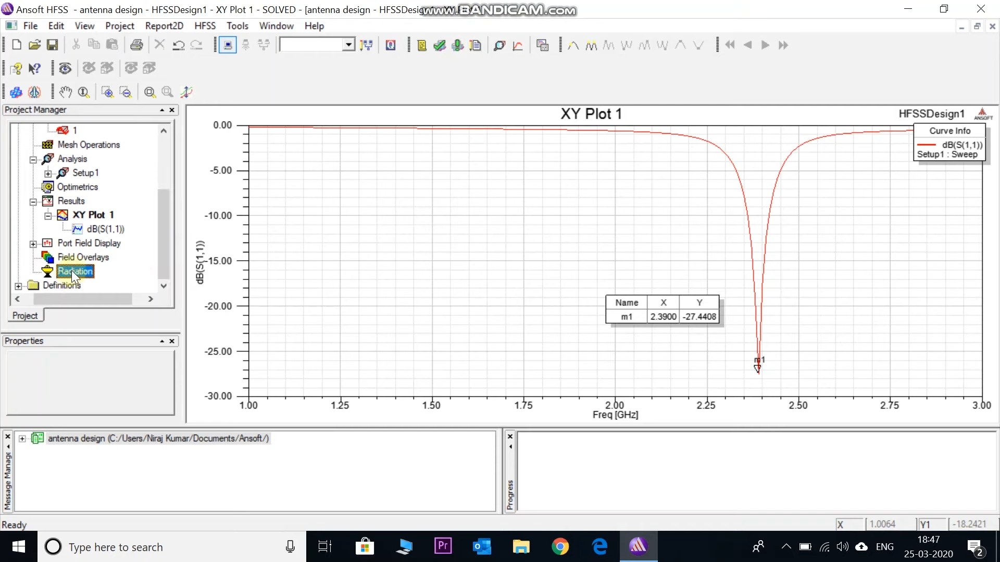 Ansoft HFSS - antenna design - HFSSDesign1 - XY Plot 1 - SOLVED - [antenna design - HFSSDesign1 - XY Plot 1]
www.BANDICAM.com
File Edit View Project Report2D HFSS Tools Window Help
Project Manager
1
Mesh Operations
Analysis
Setup1
Optimetrics
Results
XY Plot 1
dB(S(1,1))
Port Field Display
Field Overlays
Radiation
Definitions
Project
Properties
XY Plot 1
HFSSDesign1
ANSOFT
Curve Info
dB(S(1,1))
Setup1 : Sweep
0.00
-5.00
-10.00
-15.00
-20.00
-25.00
-30.00
dB(S(1,1))
Name X Y
m1 2.3900 -27.4408
m1
1.00 1.25 1.50 1.75 2.00 2.25 2.50 2.75 3.00
Freq [GHz]
Message Manage
antenna design (C:/Users/Niraj Kumar/Documents/Ansoft/)
Progress
Ready
X 1.0064 Y1 -18.2421
Type here to search
Pr
ENG
18:47
25-03-2020
2